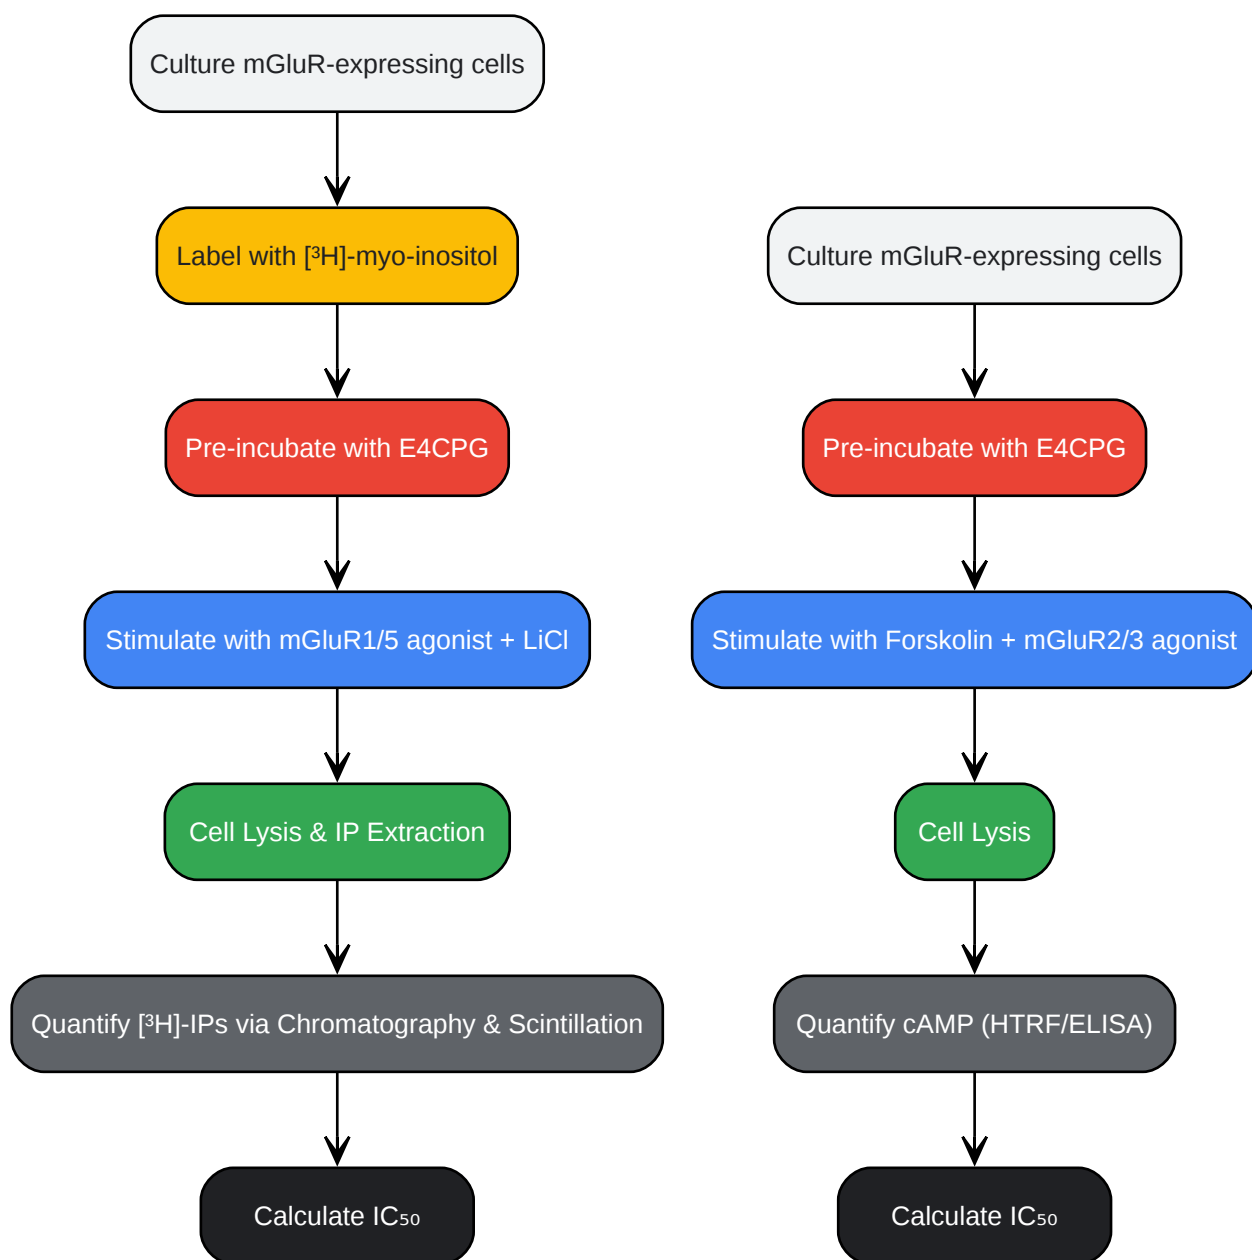 Culture mGluR-expressing cells
Label with [³H]-myo-inositol
Pre-incubate with E4CPG
Stimulate with mGluR1/5 agonist + LiCl
Cell Lysis & IP Extraction
Quantify [³H]-IPs via Chromatography & Scintillation
Calculate IC₅₀
Culture mGluR-expressing cells
Pre-incubate with E4CPG
Stimulate with Forskolin + mGluR2/3 agonist
Cell Lysis
Quantify cAMP (HTRF/ELISA)
Calculate IC₅₀